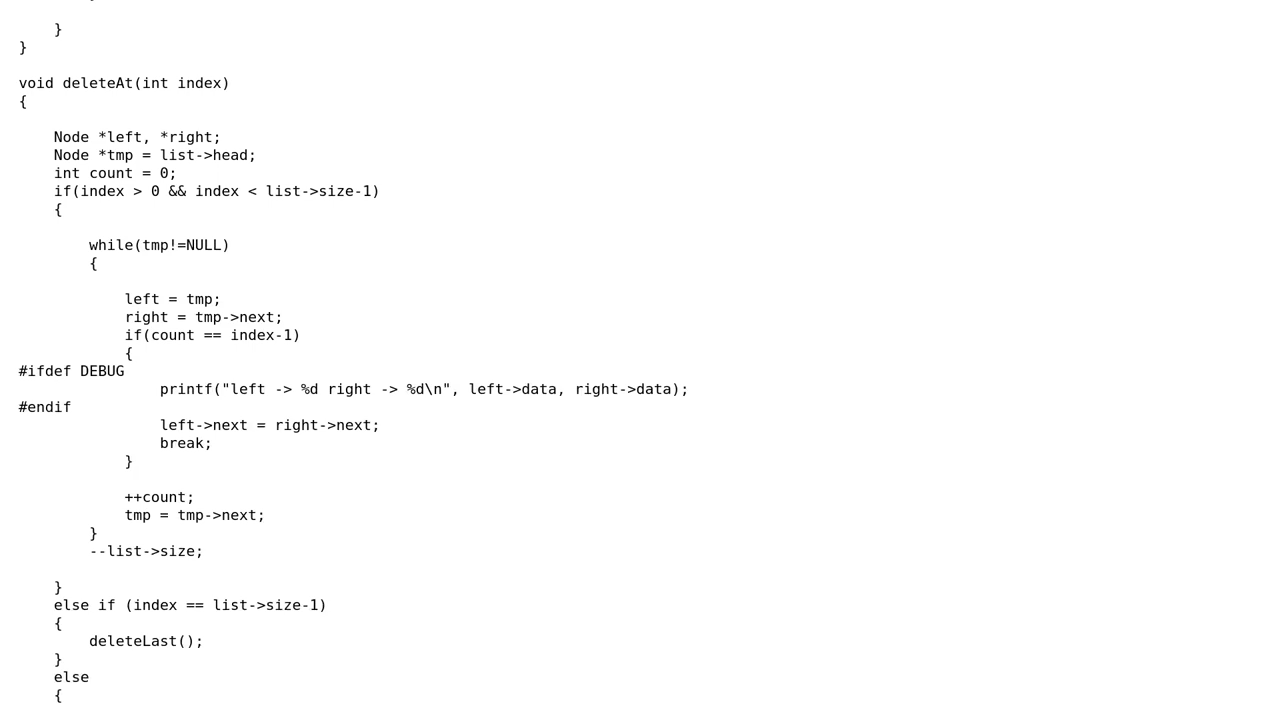 }
}

void deleteAt(int index)
{

    Node *left, *right;
    Node *tmp = list->head;
    int count = 0;
    if(index > 0 && index < list->size-1)
    {

        while(tmp!=NULL)
        {

            left = tmp;
            right = tmp->next;
            if(count == index-1)
            {
#ifdef DEBUG
                printf("left -> %d right -> %d\n", left->data, right->data);
#endif
                left->next = right->next;
                break;
            }

            ++count;
            tmp = tmp->next;
        }
        --list->size;

    }
    else if (index == list->size-1)
    {
        deleteLast();
    }
    else
    {